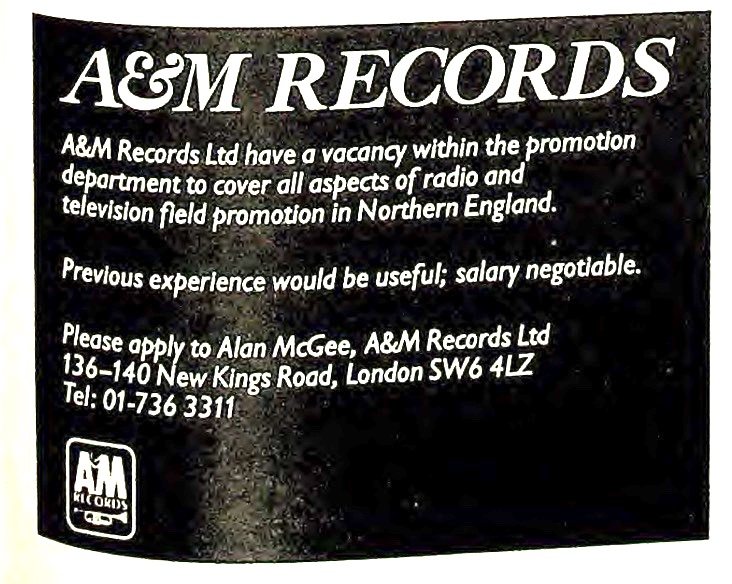 A&M RECORDS
A&M Records Ltd have a vacancy within the promotion
department to cover all aspects of radio and
television field promotion in Northern England.
Previous experience would be useful; salary negotiable.
Please apply to Alan McGee, A&M Records Ltd
136–140 New Kings Road, London SW6 4LZ
Tel: 01-736 3311
AM
RECORDS